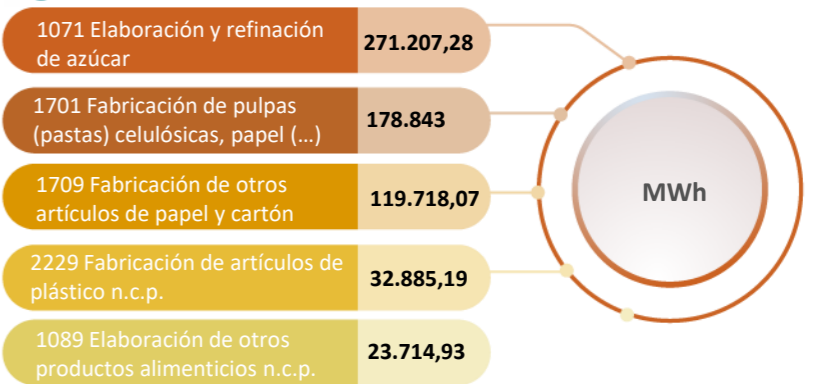 1071 Elaboración y refinación
de azúcar
271.207,28
1701 Fabricación de pulpas
(pastas) celulósicas, papel (...)
178.843
1709 Fabricación de otros
artículos de papel y cartón
119.718,07
2229 Fabricación de artículos de
plástico n.c.p.
32.885,19
1089 Elaboración de otros
productos alimenticios n.c.p.
23.714,93
MWh